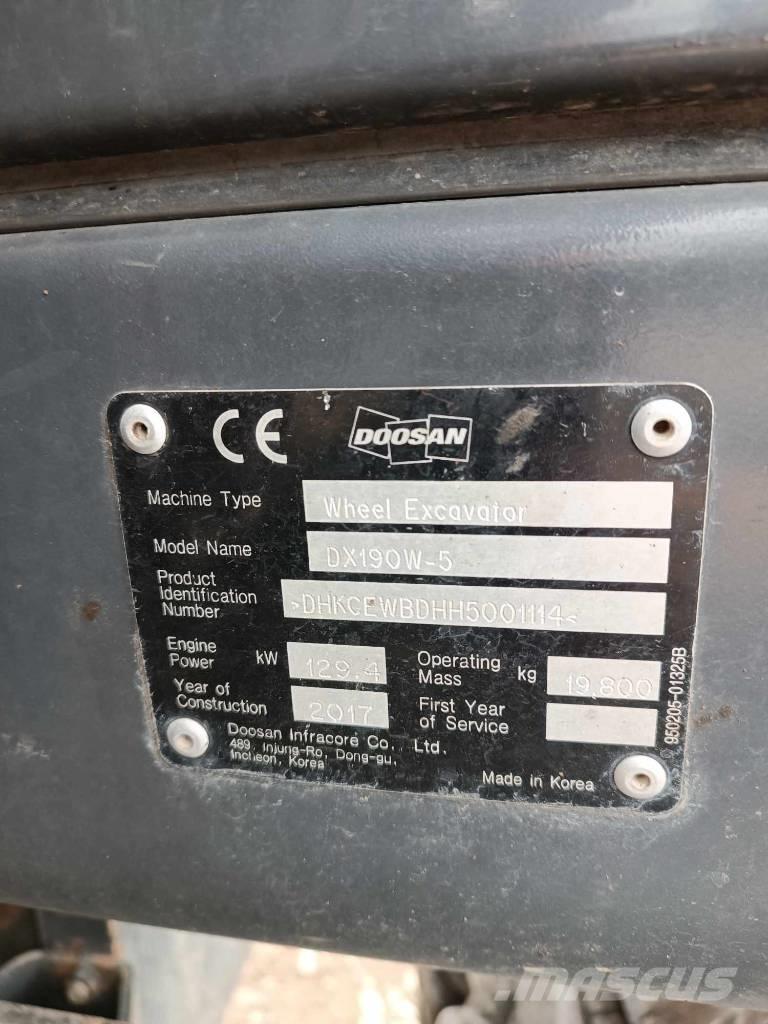 CE DOOSAN
Machine Type Wheel Excavator
Model Name DX190W-5
Product
Identification
Number >DHKCEWBDHH5001114<
Engine
Power kW 129.4
Operating
Mass kg 19,800
Year of
Construction 2017
First Year
of Service
Doosan Infracore Co., Ltd.
489, Injung-Ro, Dong-gu,
Incheon, Korea
Made in Korea
950205-01325B
MASCUS